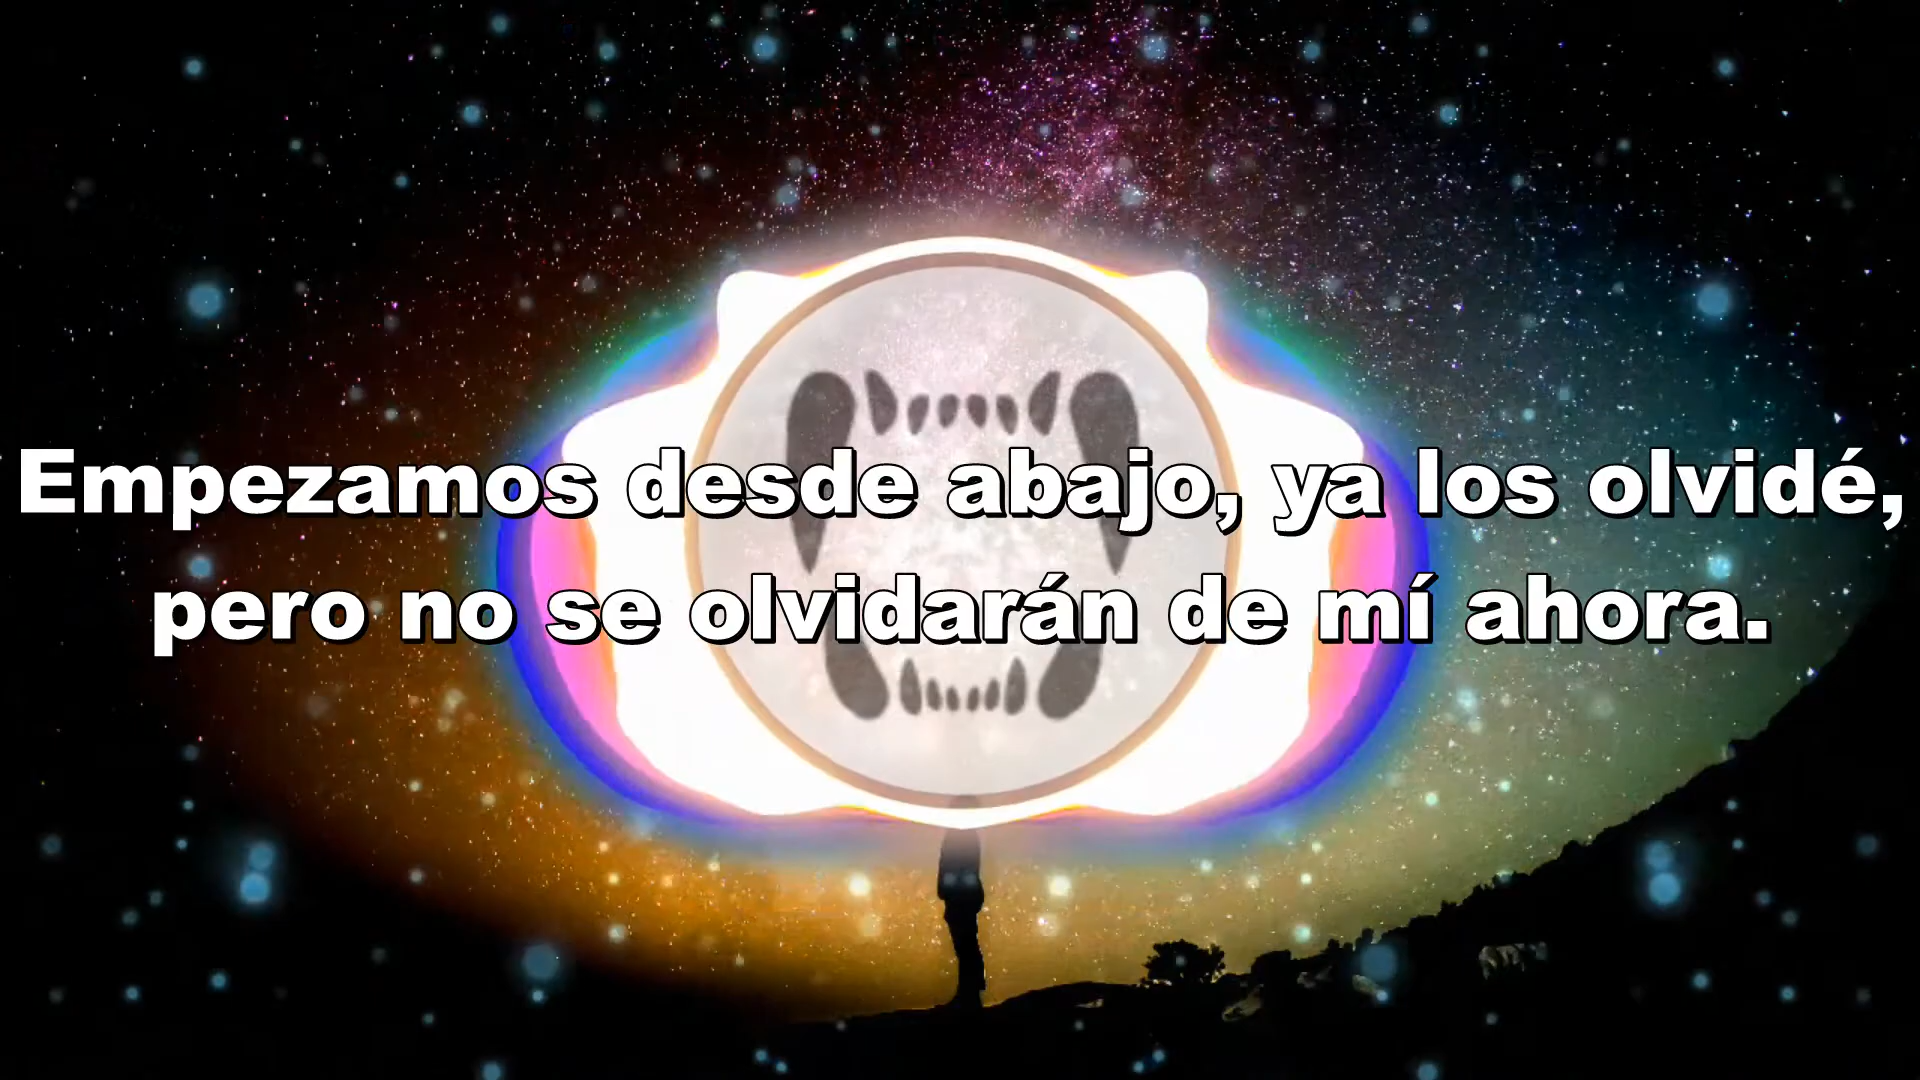 Empezamos desde abajo, ya los olvidé,
pero no se olvidarán de mí ahora.